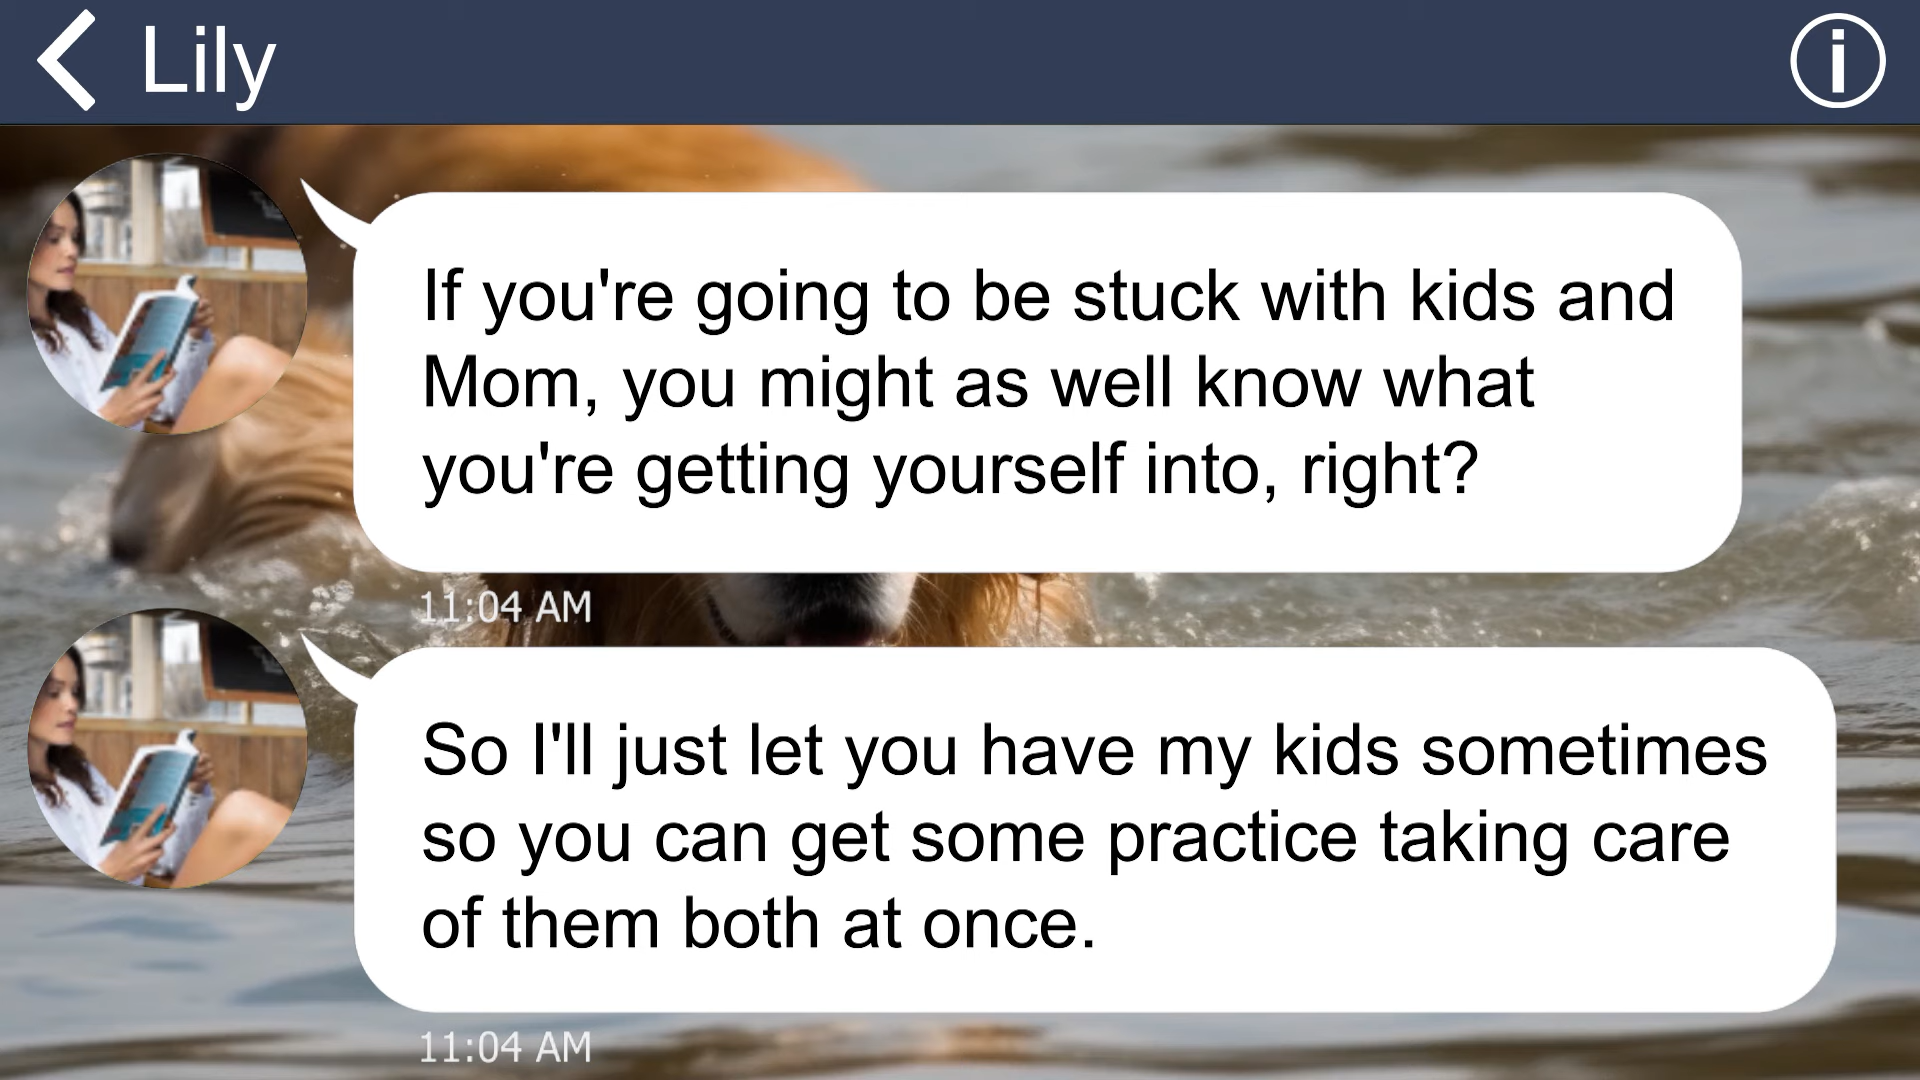 Lily
If you're going to be stuck with kids and
Mom, you might as well know what
you're getting yourself into, right?
11:04 AM
So I'll just let you have my kids sometimes
so you can get some practice taking care
of them both at once.
11:04 AM